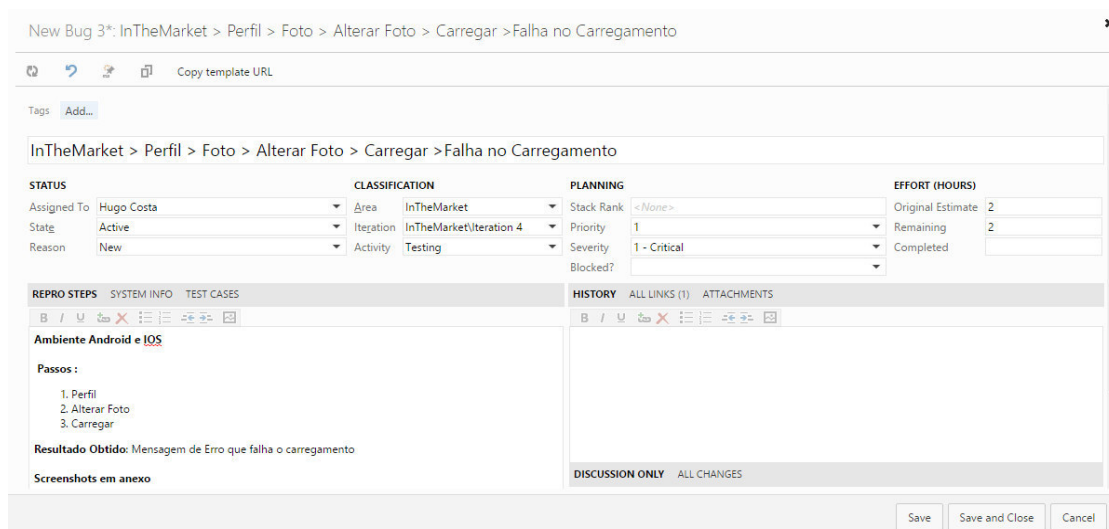 New Bug 3*: InTheMarket > Perfil > Foto > Alterar Foto > Carregar >Falha no Carregamento
Copy template URL
Tags Add...
InTheMarket > Perfil > Foto > Alterar Foto > Carregar >Falha no Carregamento
STATUS CLASSIFICATION PLANNING EFFORT (HOURS)
Assigned To Hugo Costa Area InTheMarket Stack Rank <None> Original Estimate 2
State Active Iteration InTheMarket\Iteration 4 Priority 1 Remaining 2
Reason New Activity Testing Severity 1 - Critical Completed
Blocked?
REPRO STEPS SYSTEM INFO TEST CASES HISTORY ALL LINKS (1) ATTACHMENTS
B I U B I U
Ambiente Android e IOS
Passos :
1. Perfil
2. Alterar Foto
3. Carregar
Resultado Obtido: Mensagem de Erro que falha o carregamento
Screenshots em anexo
DISCUSSION ONLY ALL CHANGES
Save Save and Close Cancel